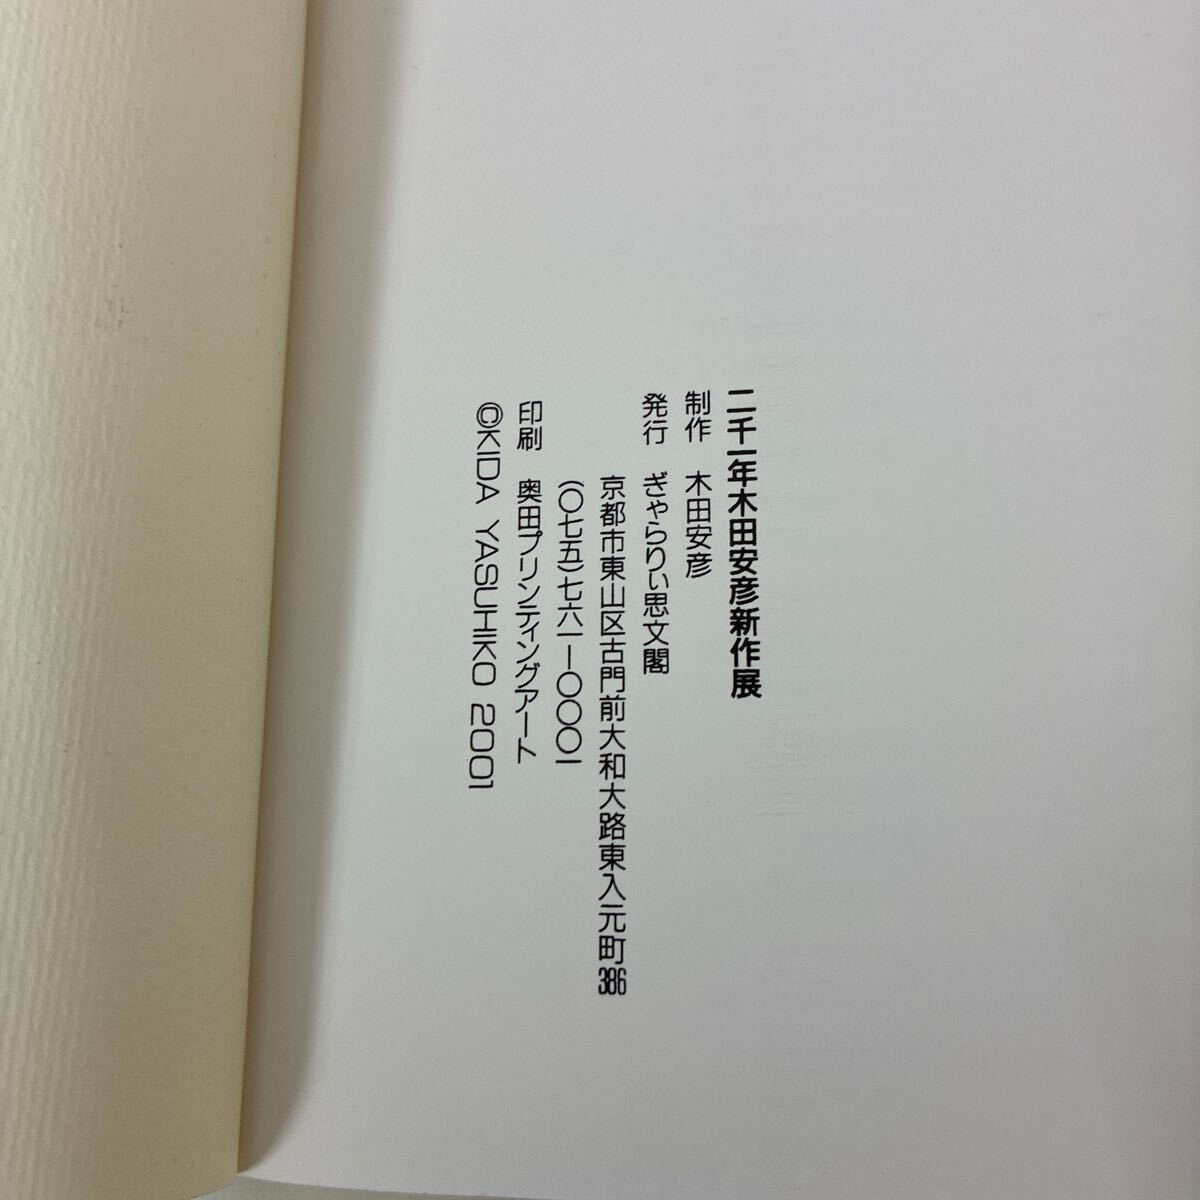 二千一年木田安彦新作展
制作　木田安彦
発行　ぎゃらりぃ思文閣
京都市東山区古門前大和大路東入元町386
(〇七五)七六一ー〇〇〇一
印刷　奥田プリンティングアート
©KIDA YASUHIKO 2001